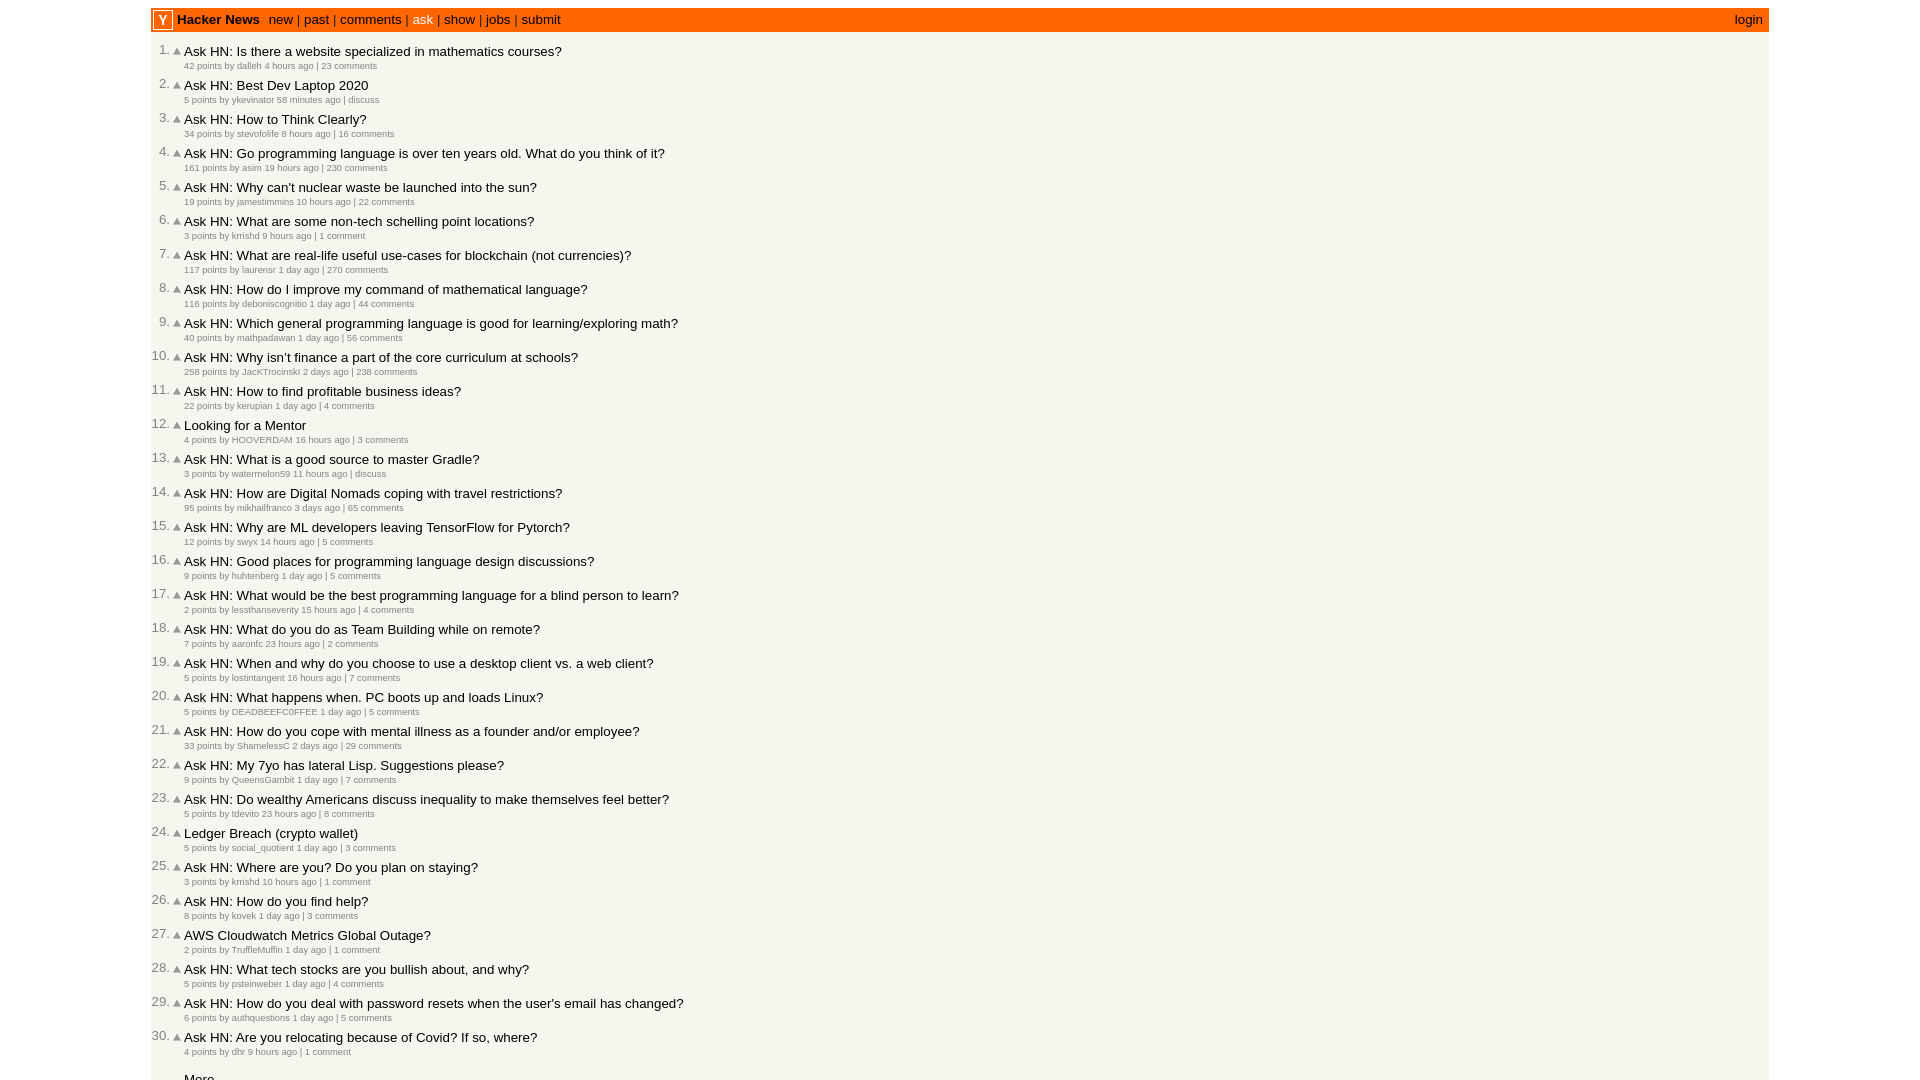 Y Hacker News new | past | comments | ask | show | jobs | submit login
1. Ask HN: Is there a website specialized in mathematics courses?
42 points by dalleh 4 hours ago | 23 comments
2. Ask HN: Best Dev Laptop 2020
5 points by ykevinator 58 minutes ago | discuss
3. Ask HN: How to Think Clearly?
34 points by stevofolife 8 hours ago | 16 comments
4. Ask HN: Go programming language is over ten years old. What do you think of it?
161 points by asim 19 hours ago | 230 comments
5. Ask HN: Why can't nuclear waste be launched into the sun?
19 points by jamestimmins 10 hours ago | 22 comments
6. Ask HN: What are some non-tech schelling point locations?
3 points by krrishd 9 hours ago | 1 comment
7. Ask HN: What are real-life useful use-cases for blockchain (not currencies)?
117 points by laurensr 1 day ago | 270 comments
8. Ask HN: How do I improve my command of mathematical language?
116 points by deboniscognitio 1 day ago | 44 comments
9. Ask HN: Which general programming language is good for learning/exploring math?
40 points by mathpadawan 1 day ago | 56 comments
10. Ask HN: Why isn’t finance a part of the core curriculum at schools?
258 points by JacKTrocinskI 2 days ago | 238 comments
11. Ask HN: How to find profitable business ideas?
22 points by kerupian 1 day ago | 4 comments
12. Looking for a Mentor
4 points by HOOVERDAM 16 hours ago | 3 comments
13. Ask HN: What is a good source to master Gradle?
3 points by watermelon59 11 hours ago | discuss
14. Ask HN: How are Digital Nomads coping with travel restrictions?
95 points by mikhailfranco 3 days ago | 65 comments
15. Ask HN: Why are ML developers leaving TensorFlow for Pytorch?
12 points by swyx 14 hours ago | 5 comments
16. Ask HN: Good places for programming language design discussions?
9 points by huhtenberg 1 day ago | 5 comments
17. Ask HN: What would be the best programming language for a blind person to learn?
2 points by lessthanseventy 15 hours ago | 4 comments
18. Ask HN: What do you do as Team Building while on remote?
7 points by aaronfc 23 hours ago | 2 comments
19. Ask HN: When and why do you choose to use a desktop client vs. a web client?
5 points by lostintangent 16 hours ago | 7 comments
20. Ask HN: What happens when. PC boots up and loads Linux?
5 points by DEADBEEFC0FFEE 1 day ago | 5 comments
21. Ask HN: How do you cope with mental illness as a founder and/or employee?
33 points by ShamelessC 2 days ago | 29 comments
22. Ask HN: My 7yo has lateral Lisp. Suggestions please?
9 points by QueensGambit 1 day ago | 7 comments
23. Ask HN: Do wealthy Americans discuss inequality to make themselves feel better?
5 points by tdevito 23 hours ago | 8 comments
24. Ledger Breach (crypto wallet)
5 points by social_quotient 1 day ago | 3 comments
25. Ask HN: Where are you? Do you plan on staying?
3 points by krrishd 10 hours ago | 1 comment
26. Ask HN: How do you find help?
8 points by kovek 1 day ago | 3 comments
27. AWS Cloudwatch Metrics Global Outage?
2 points by TruffleMuffin 1 day ago | 1 comment
28. Ask HN: What tech stocks are you bullish about, and why?
5 points by psteinweber 1 day ago | 4 comments
29. Ask HN: How do you deal with password resets when the user's email has changed?
6 points by authquestions 1 day ago | 5 comments
30. Ask HN: Are you relocating because of Covid? If so, where?
4 points by dhr 9 hours ago | 1 comment
More